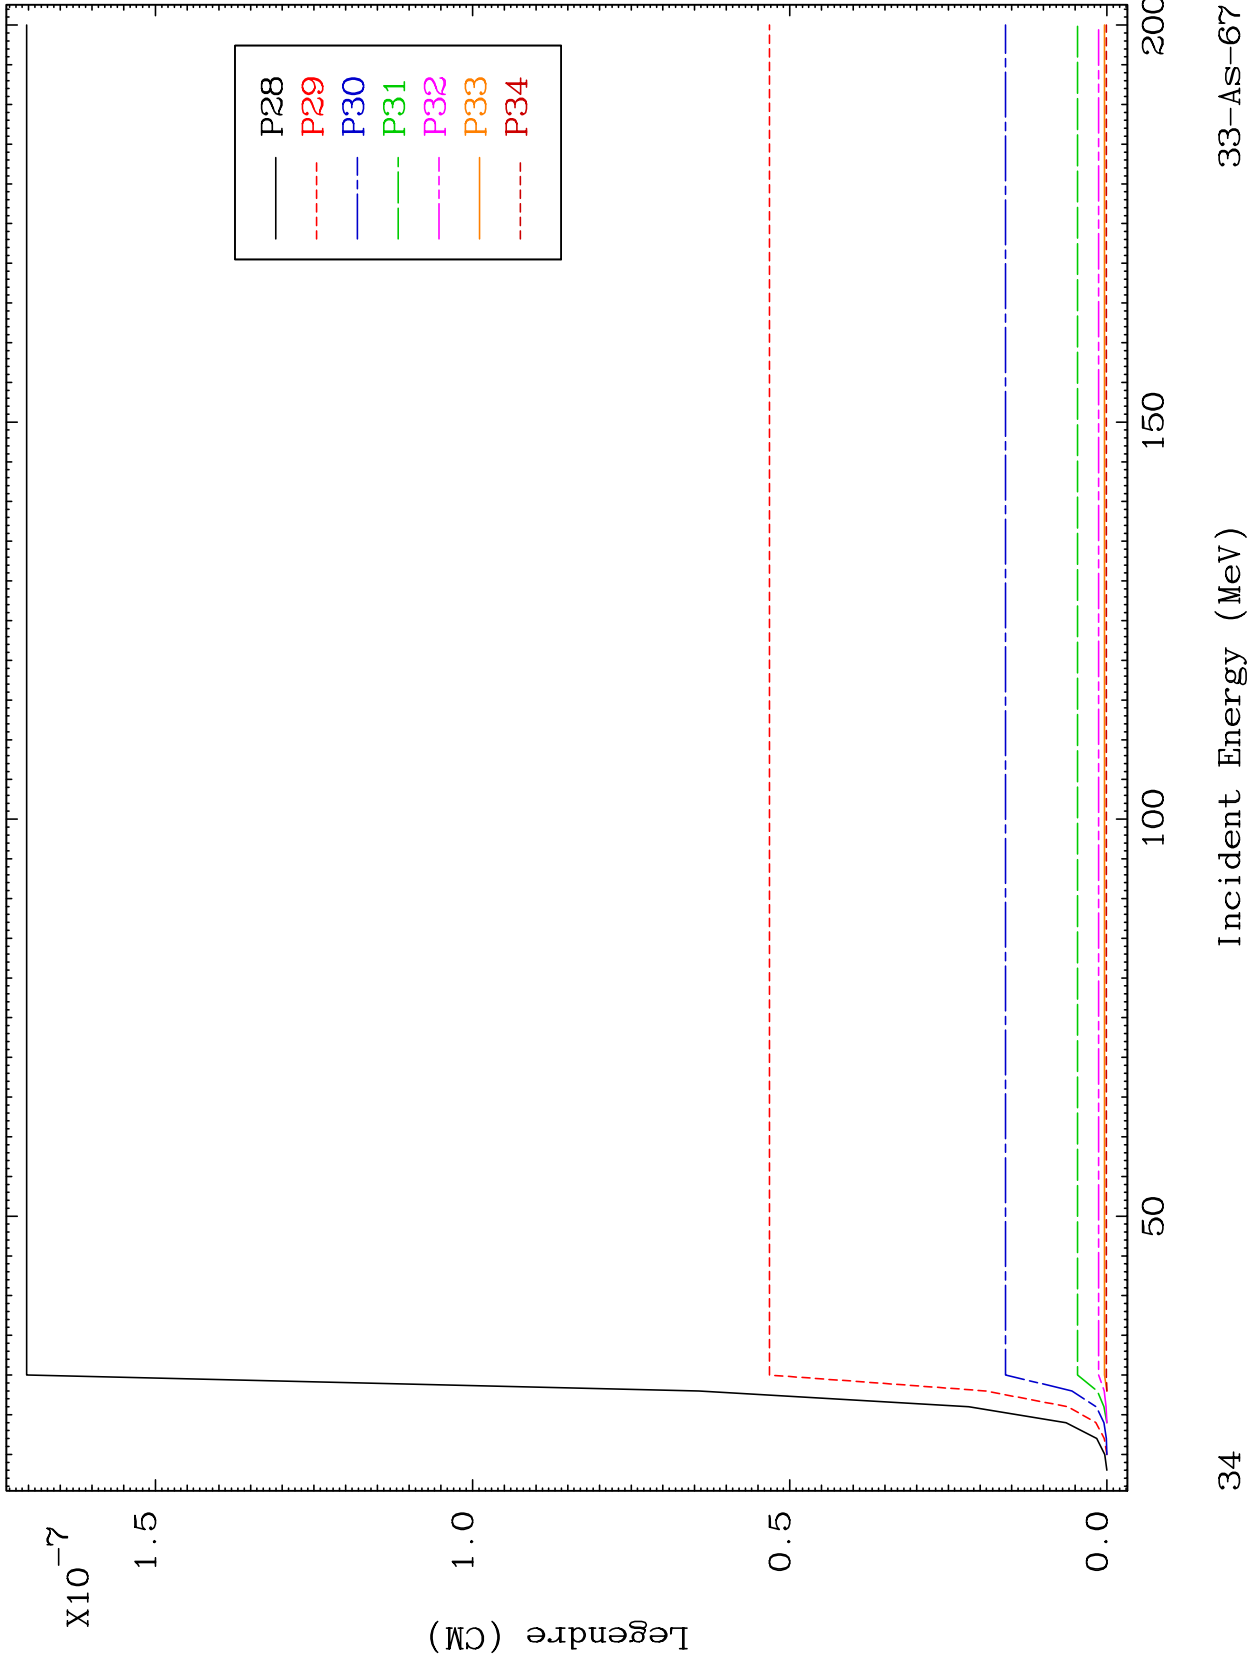 X10-7
1.5
1.0
0.5
0.0
Legendre (CM)
P28
P29
P30
P31
P32
P33
P34
50
100
150
200
Incident Energy (MeV)
34
33-As-67